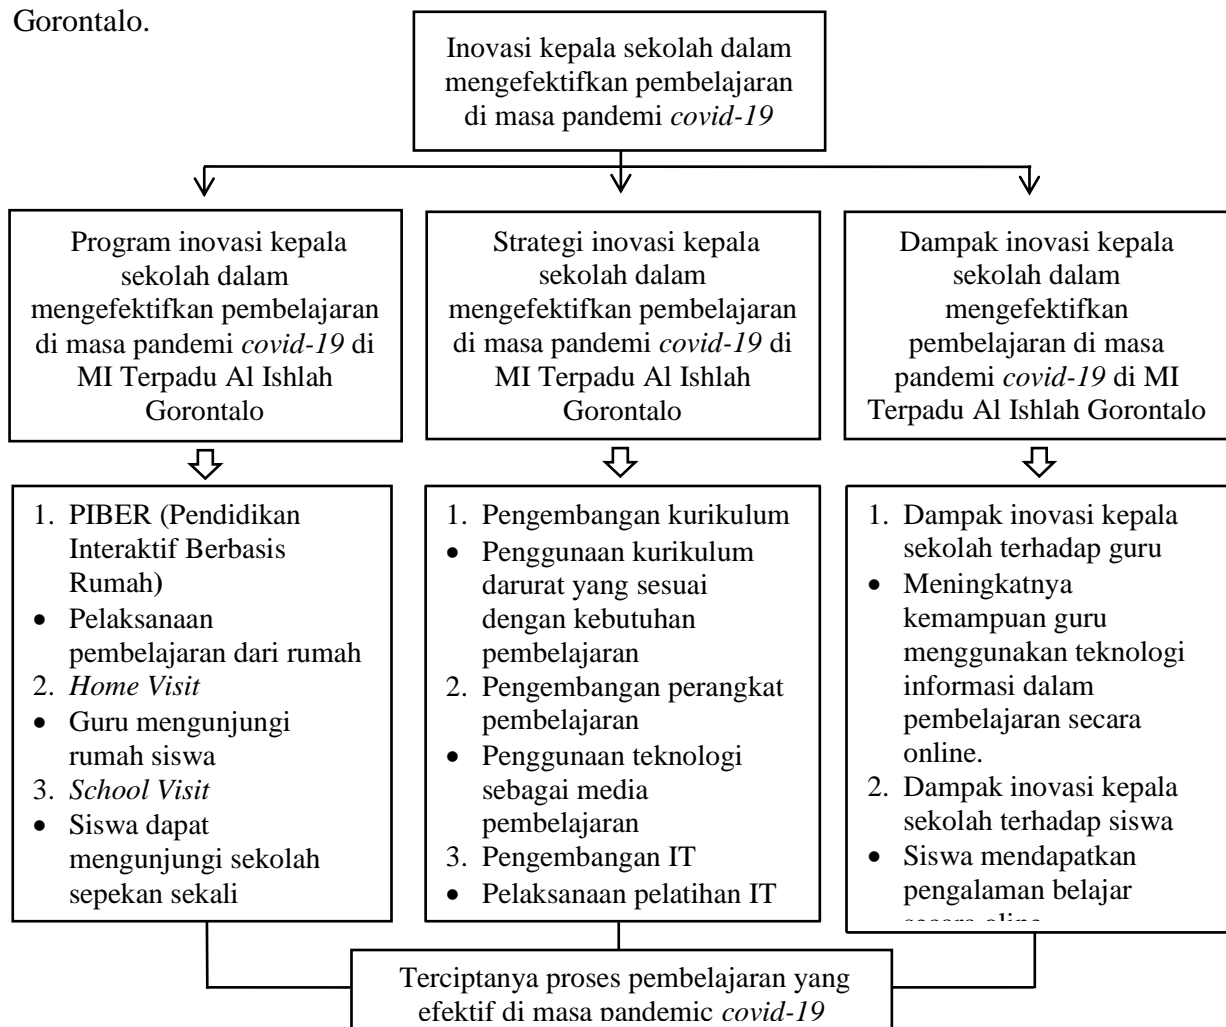 Gorontalo.
Inovasi kepala sekolah dalam
mengefektifkan pembelajaran
di masa pandemi covid-19
Program inovasi kepala
sekolah dalam
mengefektifkan pembelajaran
di masa pandemi covid-19 di
MI Terpadu Al Ishlah
Gorontalo
Strategi inovasi kepala
sekolah dalam
mengefektifkan pembelajaran
di masa pandemi covid-19 di
MI Terpadu Al Ishlah
Gorontalo
Dampak inovasi kepala
sekolah dalam
mengefektifkan
pembelajaran di masa
pandemi covid-19 di MI
Terpadu Al Ishlah Gorontalo
1. PIBER (Pendidikan
Interaktif Berbasis
Rumah)
• Pelaksanaan
pembelajaran dari rumah
2. Home Visit
• Guru mengunjungi
rumah siswa
3. School Visit
• Siswa dapat
mengunjungi sekolah
sepekan sekali
1. Pengembangan kurikulum
• Penggunaan kurikulum
darurat yang sesuai
dengan kebutuhan
pembelajaran
2. Pengembangan perangkat
pembelajaran
• Penggunaan teknologi
sebagai media
pembelajaran
3. Pengembangan IT
• Pelaksanaan pelatihan IT
1. Dampak inovasi kepala
sekolah terhadap guru
• Meningkatnya
kemampuan guru
menggunakan teknologi
informasi dalam
pembelajaran secara
online.
2. Dampak inovasi kepala
sekolah terhadap siswa
• Siswa mendapatkan
pengalaman belajar
secara oline
Terciptanya proses pembelajaran yang
efektif di masa pandemic covid-19